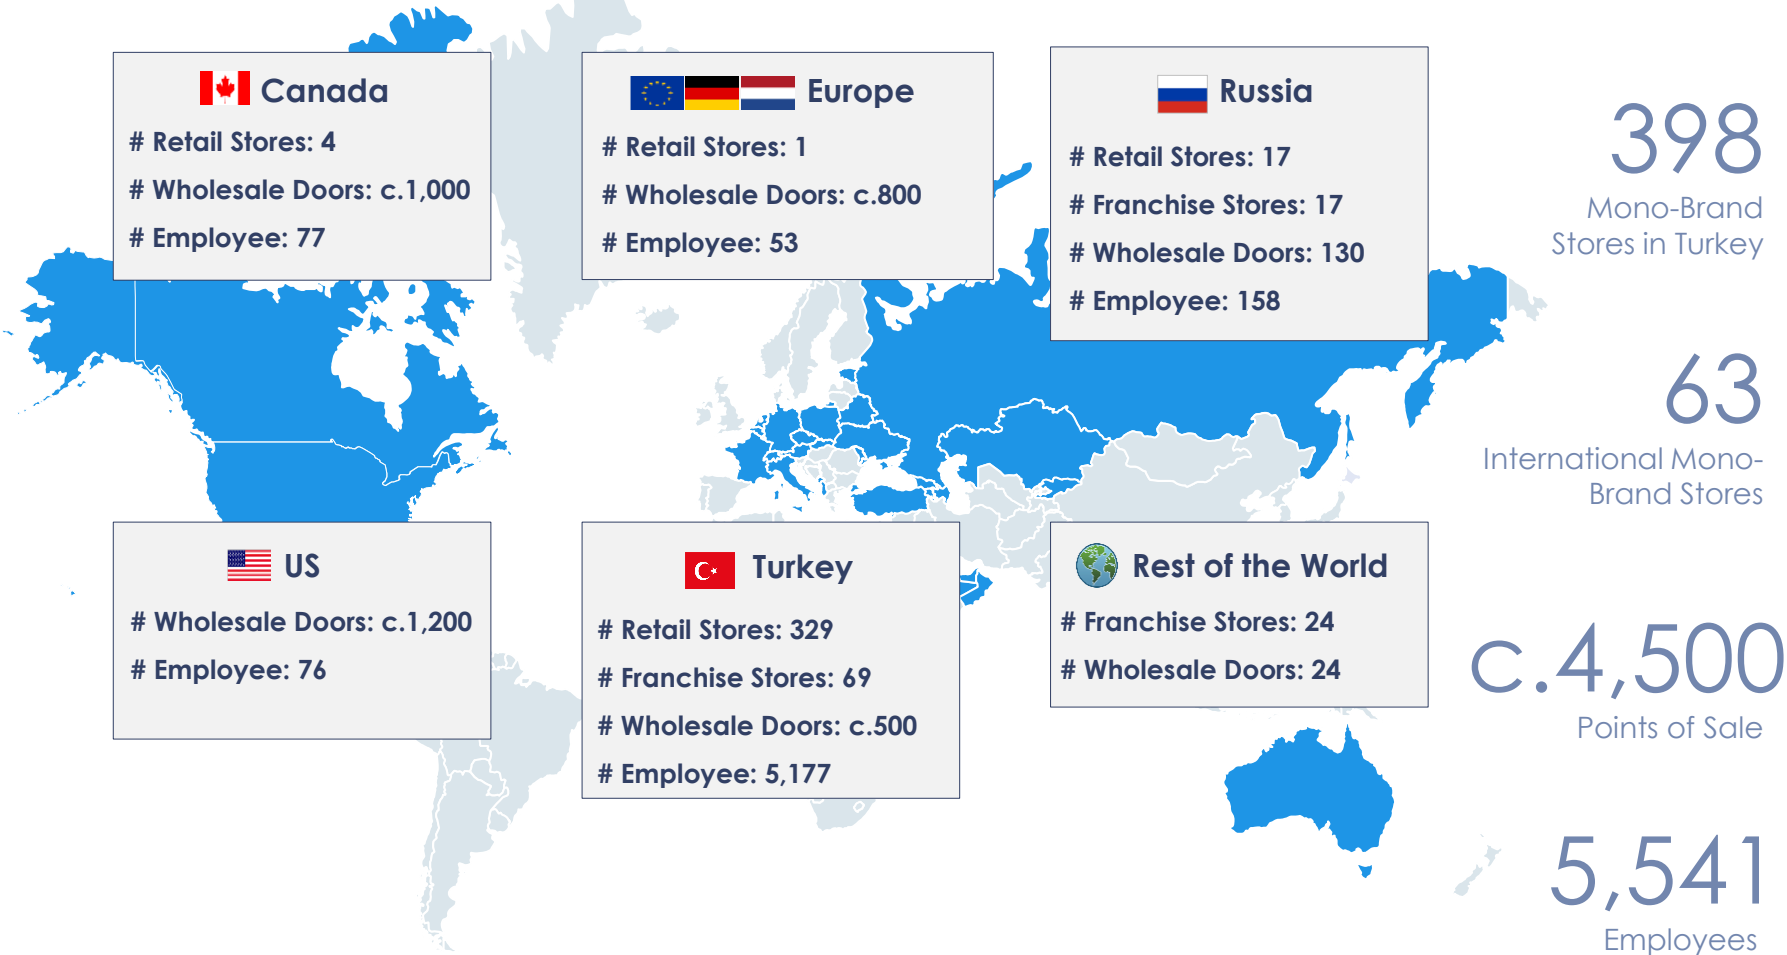 Canada
# Retail Stores: 4
# Wholesale Doors: c.1,000
# Employee: 77
Europe
# Retail Stores: 1
# Wholesale Doors: c.800
# Employee: 53
Russia
# Retail Stores: 17
# Franchise Stores: 17
# Wholesale Doors: 130
# Employee: 158
US
# Wholesale Doors: c.1,200
# Employee: 76
Turkey
# Retail Stores: 329
# Franchise Stores: 69
# Wholesale Doors: c.500
# Employee: 5,177
Rest of the World
# Franchise Stores: 24
# Wholesale Doors: 24
398
Mono-Brand
Stores in Turkey
63
International Mono-
Brand Stores
c.4,500
Points of Sale
5,541
Employees